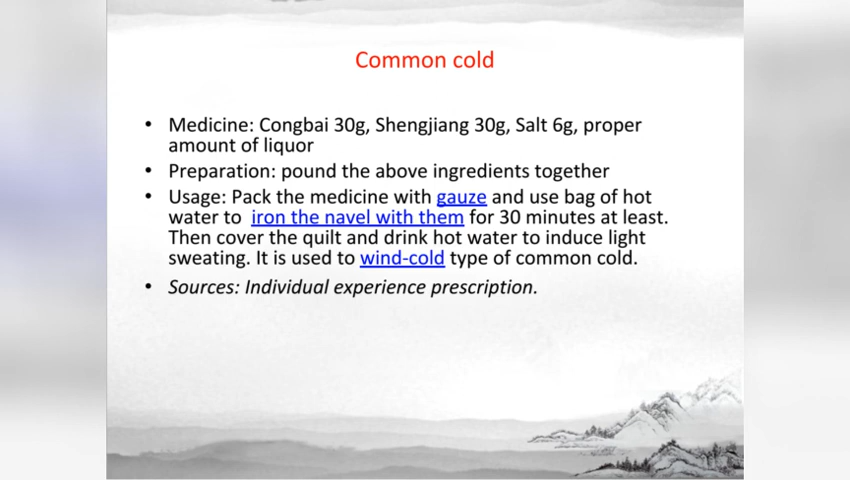 Common cold
• Medicine: Congbai 30g, Shengjiang 30g, Salt 6g, proper
amount of liquor
• Preparation: pound the above ingredients together
• Usage: Pack the medicine with gauze and use bag of hot
water to iron the navel with them for 30 minutes at least.
Then cover the quilt and drink hot water to induce light
sweating. It is used to wind-cold type of common cold.
• Sources: Individual experience prescription.